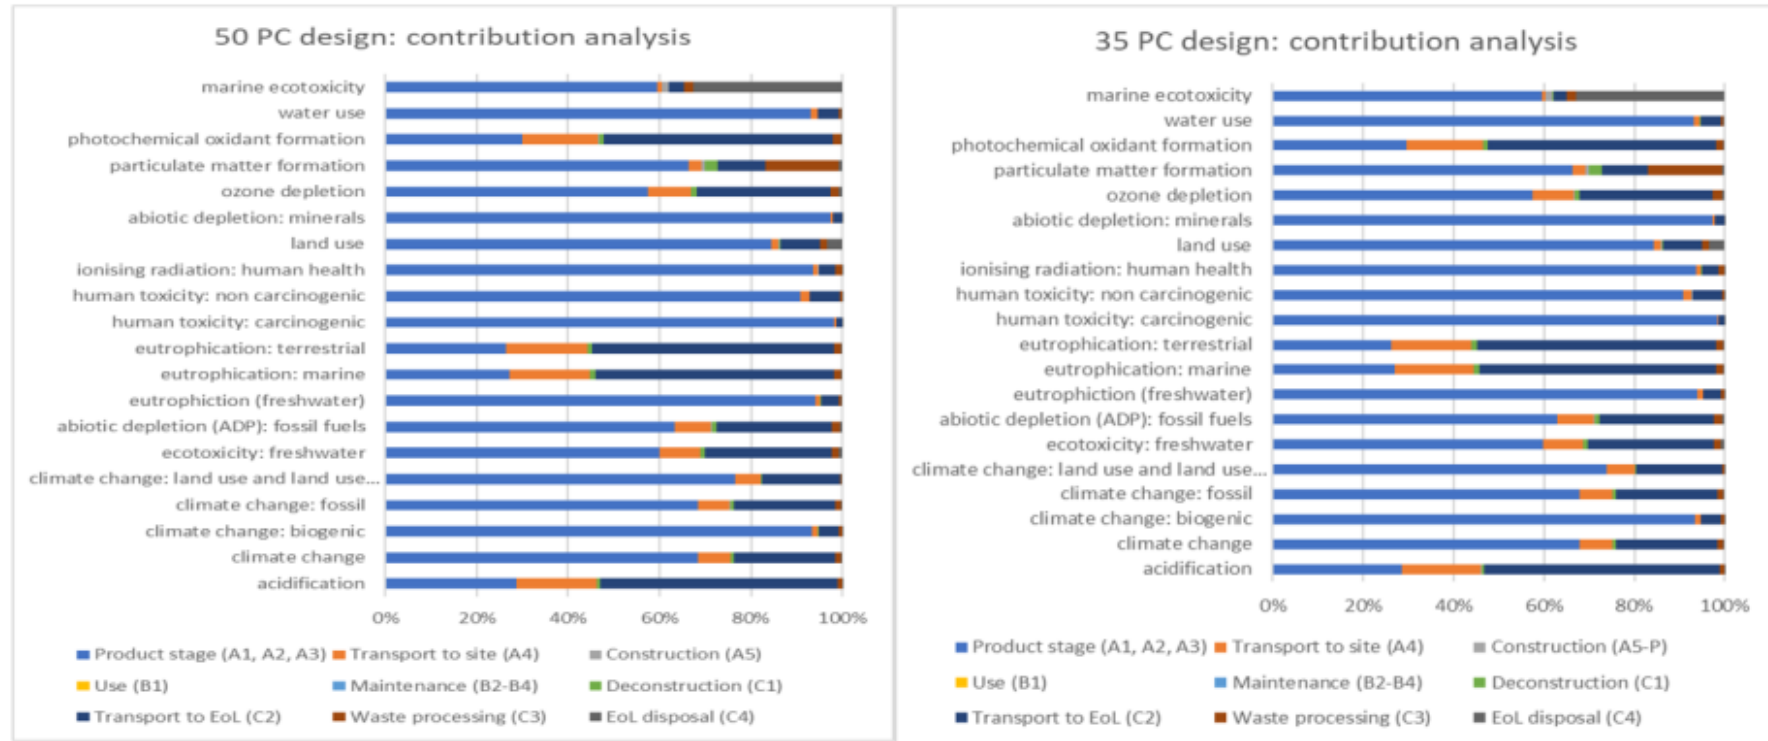 50 PC design: contribution analysis
marine ecotoxicity
water use
photochemical oxidant formation
particulate matter formation
ozone depletion
abiotic depletion: minerals
land use
ionising radiation: human health
human toxicity: non carcinogenic
human toxicity: carcinogenic
eutrophication: terrestrial
eutrophication: marine
eutrophiction (freshwater)
abiotic depletion (ADP): fossil fuels
ecotoxicity: freshwater
climate change: land use and land use...
climate change: fossil
climate change: biogenic
climate change
acidification
0% 20% 40% 60% 80% 100%
Product stage (A1, A2, A3) Transport to site (A4) Construction (A5)
Use (B1) Maintenance (B2-B4) Deconstruction (C1)
Transport to EoL (C2) Waste processing (C3) EoL disposal (C4)
35 PC design: contribution analysis
marine ecotoxicity
water use
photochemical oxidant formation
particulate matter formation
ozone depletion
abiotic depletion: minerals
land use
ionising radiation: human health
human toxicity: non carcinogenic
human toxicity: carcinogenic
eutrophication: terrestrial
eutrophication: marine
eutrophication (freshwater)
abiotic depletion (ADP): fossil fuels
ecotoxicity: freshwater
climate change: land use and land use...
climate change: fossil
climate change: biogenic
climate change
acidification
0% 20% 40% 60% 80% 100%
Product stage (A1, A2, A3) Transport to site (A4) Construction (A5-P)
Use (B1) Maintenance (B2-B4) Deconstruction (C1)
Transport to EoL (C2) Waste processing (C3) EoL disposal (C4)